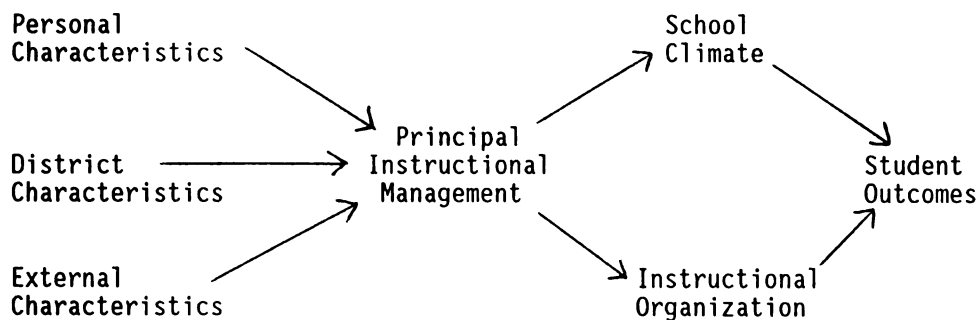 Personal
Characteristics
District
Characteristics
External
Characteristics
Principal
Instructional
Management
School
Climate
Instructional
Organization
Student
Outcomes